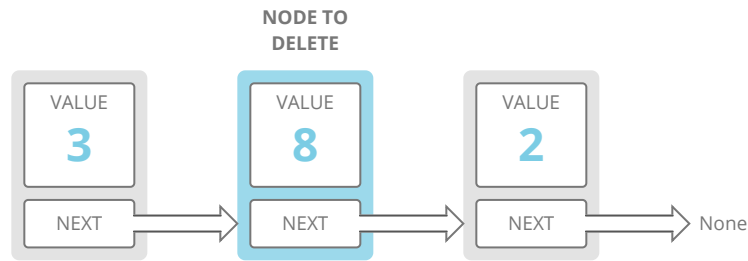 NODE TO
DELETE
VALUE
3
NEXT
VALUE
8
NEXT
VALUE
2
NEXT
None